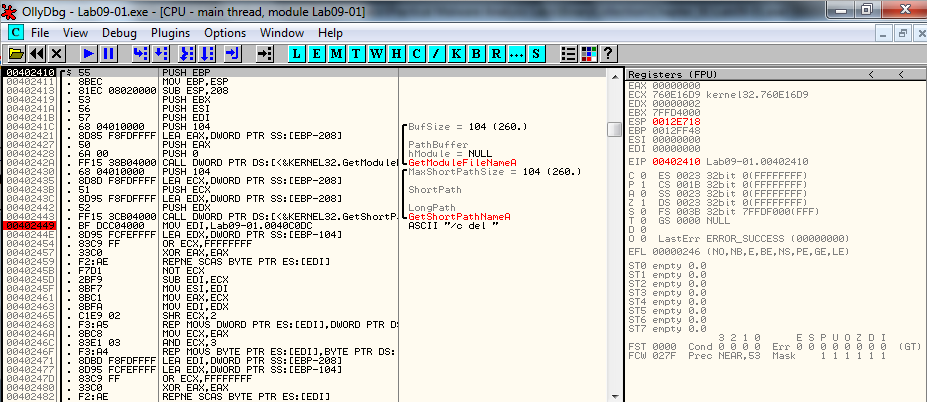 OllyDbg - Lab09-01.exe - [CPU - main thread, module Lab09-01]
C File View Debug Plugins Options Window Help
L E M T W H C / K B R ... S ?
00402410 $ 55 PUSH EBP
00402411 . 8BEC MOV EBP,ESP
00402413 . 81EC 08020000 SUB ESP,208
00402419 . 53 PUSH EBX
0040241A . 56 PUSH ESI
0040241B . 57 PUSH EDI
0040241C . 68 04010000 PUSH 104 BufSize = 104 (260.)
00402421 . 8D85 F8FDFFFF LEA EAX,DWORD PTR SS:[EBP-208]
00402427 . 50 PUSH EAX PathBuffer
00402428 . 6A 00 PUSH 0 hModule = NULL
0040242A . FF15 38B04000 CALL DWORD PTR DS:[<&KERNEL32.GetModuleF GetModuleFileNameA
00402430 . 68 04010000 PUSH 104 MaxShortPathSize = 104 (260.)
00402435 . 8D8D F8FDFFFF LEA ECX,DWORD PTR SS:[EBP-208]
0040243B . 51 PUSH ECX ShortPath
0040243C . 8D95 F8FDFFFF LEA EDX,DWORD PTR SS:[EBP-208]
00402442 . 52 PUSH EDX LongPath
00402443 . FF15 3CB04000 CALL DWORD PTR DS:[<&KERNEL32.GetShortPa GetShortPathNameA
00402449 . BF DCC04000 MOV EDI,Lab09-01.0040C0DC ASCII "/c del "
0040244E . 8D95 FCFEFFFF LEA EDX,DWORD PTR SS:[EBP-104]
00402454 . 83C9 FF OR ECX,FFFFFFFF
00402457 . 33C0 XOR EAX,EAX
00402459 . F2:AE REPNE SCAS BYTE PTR ES:[EDI]
0040245B . F7D1 NOT ECX
0040245D . 2BF9 SUB EDI,ECX
0040245F . 8BF7 MOV ESI,EDI
00402461 . 8BC1 MOV EAX,ECX
00402463 . 8BFA MOV EDI,EDX
00402465 . C1E9 02 SHR ECX,2
00402468 . F3:A5 REP MOVS DWORD PTR ES:[EDI],DWORD PTR DS
0040246A . 8BC8 MOV ECX,EAX
0040246C . 83E1 03 AND ECX,3
0040246F . F3:A4 REP MOVS BYTE PTR ES:[EDI],BYTE PTR DS:
00402471 . 8DBD F8FDFFFF LEA EDI,DWORD PTR SS:[EBP-208]
00402477 . 8D95 FCFEFFFF LEA EDX,DWORD PTR SS:[EBP-104]
0040247D . 83C9 FF OR ECX,FFFFFFFF
00402480 . 33C0 XOR EAX,EAX
00402482 . F2:AE REPNE SCAS BYTE PTR ES:[EDI]
Registers (FPU) < <
EAX 00000000
ECX 760E16D9 kernel32.760E16D9
EDX 00000002
EBX 7FFD4000
ESP 0012E718
EBP 0012FF48
ESI 00000000
EDI 00000000
EIP 00402410 Lab09-01.00402410
C 0 ES 0023 32bit 0(FFFFFFFF)
P 1 CS 001B 32bit 0(FFFFFFFF)
A 0 SS 0023 32bit 0(FFFFFFFF)
Z 1 DS 0023 32bit 0(FFFFFFFF)
S 0 FS 003B 32bit 7FFDF000(FFF)
T 0 GS 0000 NULL
D 0
O 0 LastErr ERROR_SUCCESS (00000000)
EFL 00000246 (NO,NB,E,BE,NS,PE,GE,LE)
ST0 empty 0.0
ST1 empty 0.0
ST2 empty 0.0
ST3 empty 0.0
ST4 empty 0.0
ST5 empty 0.0
ST6 empty 0.0
ST7 empty 0.0
3 2 1 0 E S P U O Z D I
FST 0000 Cond 0 0 0 0 Err 0 0 0 0 0 0 0 0 (GT)
FCW 027F Prec NEAR,53 Mask 1 1 1 1 1 1